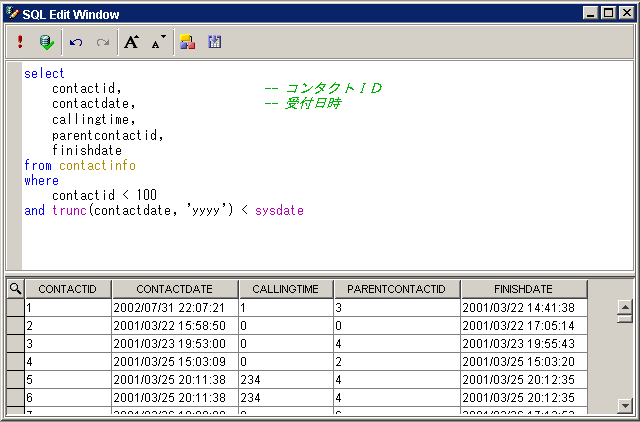 SQL Edit Window
select
contactid, -- コンタクトＩＤ
contactdate, -- 受付日時
callingtime,
parentcontactid,
finishdate
from contactinfo
where
contactid < 100
and trunc(contactdate, 'yyyy') < sysdate
CONTACTID CONTACTDATE CALLINGTIME PARENTCONTACTID FINISHDATE
1 2002/07/31 22:07:21 1 3 2001/03/22 14:41:38
2 2001/03/22 15:58:50 0 0 2001/03/22 17:05:14
3 2001/03/23 19:53:00 0 4 2001/03/23 19:55:43
4 2001/03/25 15:03:09 0 2 2001/03/25 15:03:20
5 2001/03/25 20:11:38 234 4 2001/03/25 20:12:35
6 2001/03/25 20:11:38 234 4 2001/03/25 20:12:35